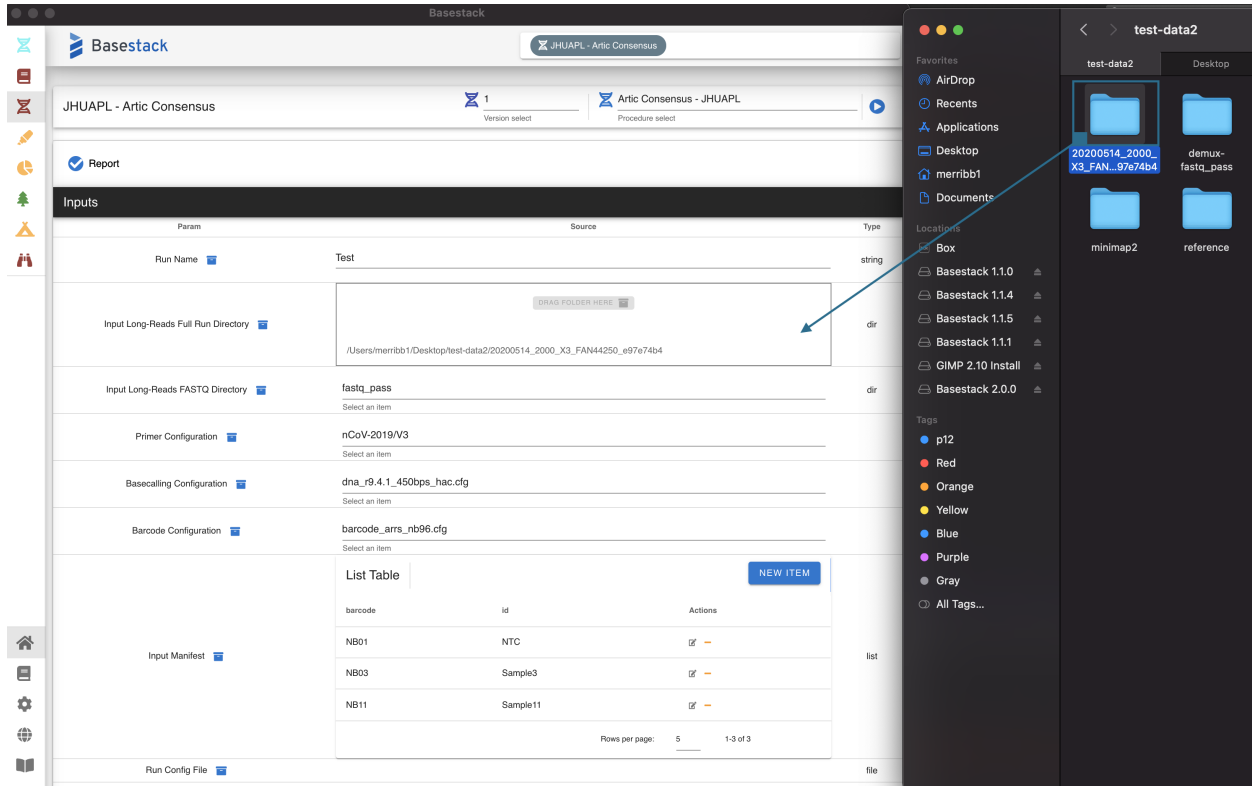 Basestack
Basestack
JHUAPL - Artic Consensus
JHUAPL - Artic Consensus
1
Version select
Artic Consensus - JHUAPL
Procedure select
Report
Inputs
Param
Source
Type
Run Name
Test
string
Input Long-Reads Full Run Directory
DRAG FOLDER HERE
/Users/merribb1/Desktop/test-data2/20200514_2000_X3_FAN44250_e97e74b4
dir
Input Long-Reads FASTQ Directory
fastq_pass
Select an item
dir
Primer Configuration
nCoV-2019/V3
Select an item
Basecalling Configuration
dna_r9.4.1_450bps_hac.cfg
Select an item
Barcode Configuration
barcode_arrs_nb96.cfg
Select an item
Input Manifest
List Table
NEW ITEM
barcode
id
Actions
NB01
NTC
NB03
Sample3
NB11
Sample11
Rows per page:
5
1-3 of 3
list
Run Config File
file
Favorites
AirDrop
Recents
Applications
Desktop
merribb1
Documents
Locations
Box
Basestack 1.1.0
Basestack 1.1.4
Basestack 1.1.5
Basestack 1.1.1
GIMP 2.10 Install
Basestack 2.0.0
Tags
p12
Red
Orange
Yellow
Blue
Purple
Gray
All Tags...
test-data2
test-data2
Desktop
20200514_2000_
X3_FAN...97e74b4
demux-
fastq_pass
minimap2
reference